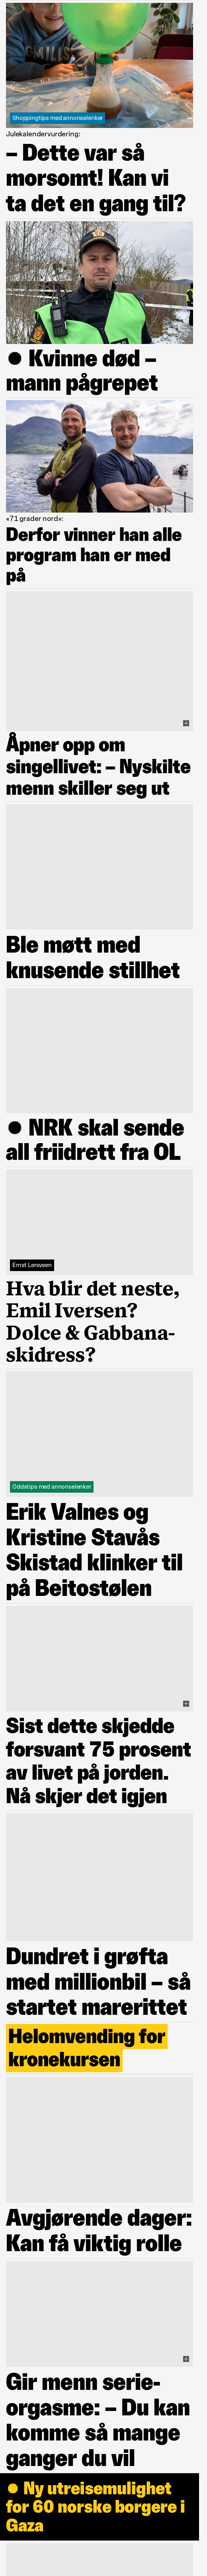 Shoppingtips med annonselenker
Julekalendervurdering:
– Dette var så
morsomt! Kan vi
ta det en gang til?
● Kvinne død –
mann pågrepet
«71 grader nord»:
Derfor vinner han alle
program han er med
på
Åpner opp om
singellivet: – Nyskilte
menn skiller seg ut
Ble møtt med
knusende stillhet
● NRK skal sende
all friidrett fra OL
Ernst Lersveen
Hva blir det neste,
Emil Iversen?
Dolce & Gabbana-
skidress?
Oddstips med annonselenker
Erik Valnes og
Kristine Stavås
Skistad klinker til
på Beitostølen
Sist dette skjedde
forsvant 75 prosent
av livet på jorden.
Nå skjer det igjen
Dundret i grøfta
med millionbil – så
startet marerittet
Helomvending for
kronekursen
Avgjørende dager:
Kan få viktig rolle
Gir menn serie-
orgasme: – Du kan
komme så mange
ganger du vil
● Ny utreisemulighet
for 60 norske borgere i
Gaza